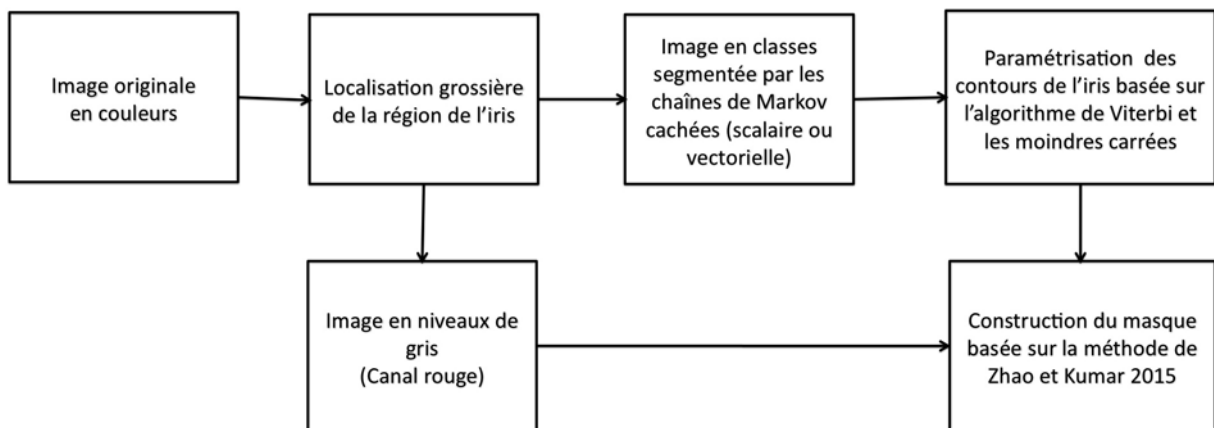 Image originale
en couleurs
Localisation grossière
de la région de l'iris
Image en classes
segmentée par les
chaînes de Markov
cachées (scalaire ou
vectorielle)
Paramétrisation des
contours de l'iris basée sur
l'algorithme de Viterbi et
les moindres carrées
Image en niveaux de
gris
(Canal rouge)
Construction du masque
basée sur la méthode de
Zhao et Kumar 2015